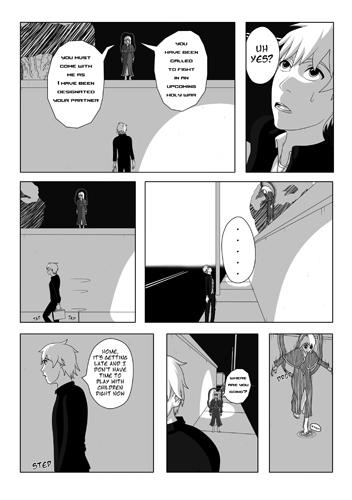 UH
YES?
YOU
HAVE BEEN
CALLED
TO FIGHT
IN AN
UPCOMING
HOLY WAR
YOU MUST
COME WITH
ME AS
I HAVE BEEN
DESIGNATED
YOUR PARTNER
.
.
.
.
.
WHERE ARE
YOU
GOING?
HOME,
IT'S GETTING
LATE AND I
DON'T HAVE
TIME TO
PLAY WITH
CHILDREN
RIGHT NOW
STEP